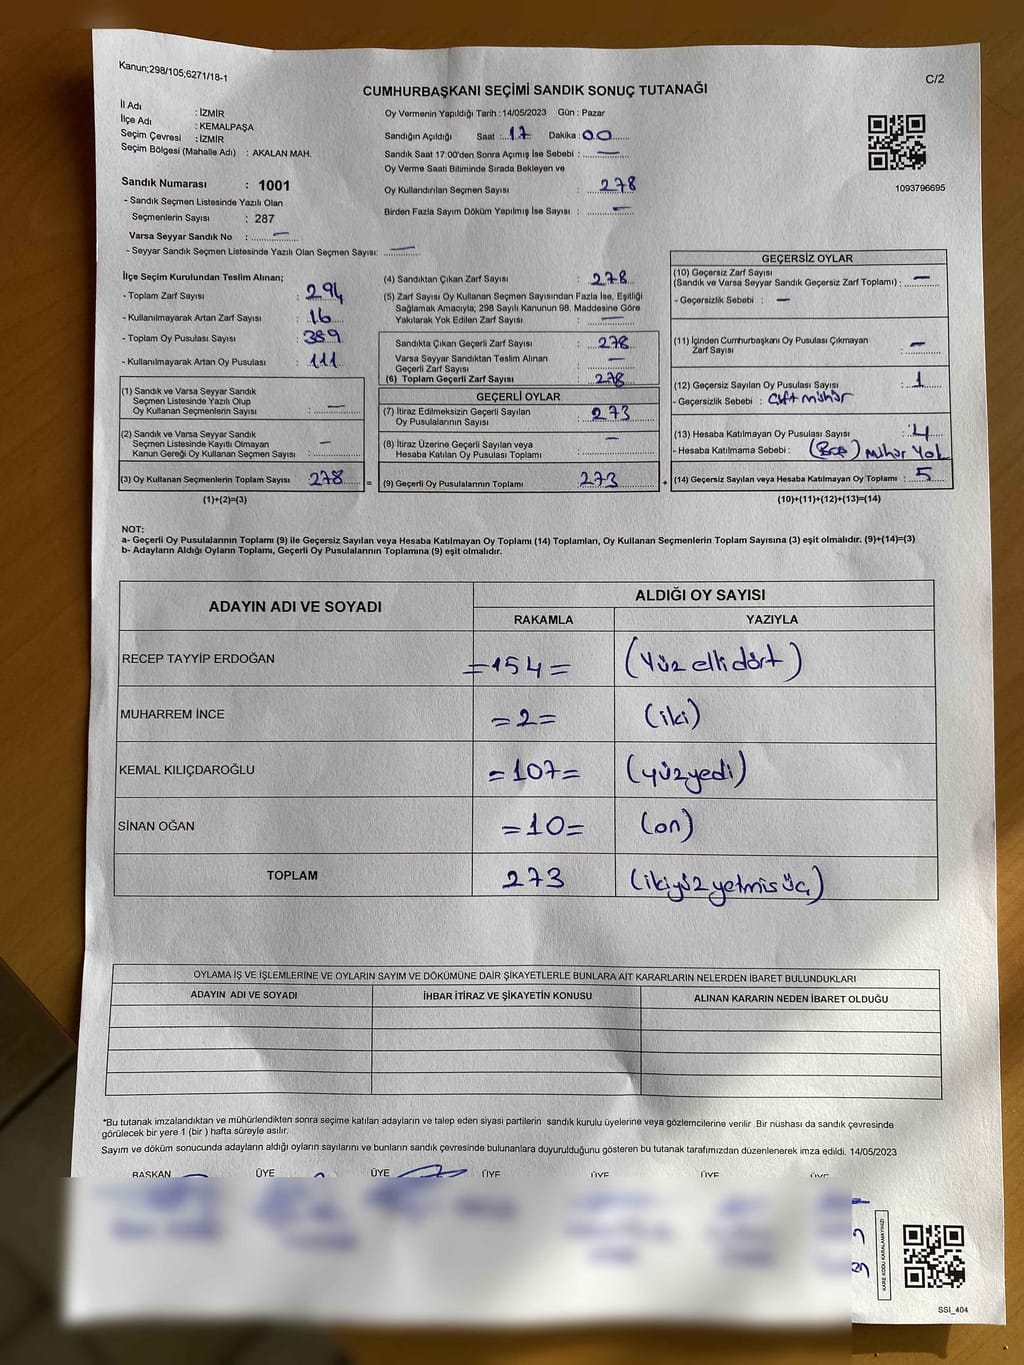 Kanun;298/105;6271/18-1
C/2
CUMHURBAŞKANI SEÇİMİ SANDIK SONUÇ TUTANAĞI
İl Adı : İZMİR
İlçe Adı : KEMALPAŞA
Seçim Çevresi : İZMİR
Seçim Bölgesi (Mahalle Adı) : AKALAN MAH.
Sandık Numarası : 1001
- Sandık Seçmen Listesinde Yazılı Olan
Seçmenlerin Sayısı : 287
Varsa Seyyar Sandık No : —
- Seyyar Sandık Seçmen Listesinde Yazılı Olan Seçmen Sayısı: —
Oy Vermenin Yapıldığı Tarih : 14/05/2023 Gün : Pazar
Sandığın Açıldığı Saat : 17 Dakika : 00
Sandık Saat 17:00'den Sonra Açımış İse Sebebi : —
Oy Verme Saati Bitiminde Sırada Bekleyen ve
Oy Kullandırılan Seçmen Sayısı : 278
Birden Fazla Sayım Döküm Yapılmış İse Sayısı : —
1093796695
İlçe Seçim Kurulundan Teslim Alınan;
- Toplam Zarf Sayısı : 294
- Kullanılmayarak Artan Zarf Sayısı : 16
- Toplam Oy Pusulası Sayısı : 389
- Kullanılmayarak Artan Oy Pusulası : 111
(1) Sandık ve Varsa Seyyar Sandık
Seçmen Listesinde Yazılı Olup
Oy Kullanan Seçmenlerin Sayısı : —
(2) Sandık ve Varsa Seyyar Sandık
Seçmen Listesinde Kayıtlı Olmayan
Kanun Gereği Oy Kullanan Seçmen Sayısı : —
(3) Oy Kullanan Seçmenlerin Toplam Sayısı 278 =
(1)+(2)=(3)
(4) Sandıktan Çıkan Zarf Sayısı : 278
(5) Zarf Sayısı Oy Kullanan Seçmen Sayısından Fazla İse, Eşitliği
Sağlamak Amacıyla; 298 Sayılı Kanunun 98. Maddesine Göre
Yakılarak Yok Edilen Zarf Sayısı : —
Sandıkta Çıkan Geçerli Zarf Sayısı : 278
Varsa Seyyar Sandıktan Teslim Alınan
Geçerli Zarf Sayısı : —
(6) Toplam Geçerli Zarf Sayısı : 278
GEÇERLİ OYLAR
(7) İtiraz Edilmeksizin Geçerli Sayılan
Oy Pusulalarının Sayısı : 273
(8) İtiraz Üzerine Geçerli Sayılan veya
Hesaba Katılan Oy Pusulası Toplamı : —
(9) Geçerli Oy Pusulalarının Toplamı : 273 +
GEÇERSİZ OYLAR
(10) Geçersiz Zarf Sayısı
(Sandık ve Varsa Seyyar Sandık Geçersiz Zarf Toplamı) : —
- Geçersizlik Sebebi : —
(11) İçinden Cumhurbaşkanı Oy Pusulası Çıkmayan
Zarf Sayısı : —
(12) Geçersiz Sayılan Oy Pusulası Sayısı : 1
- Geçersizlik Sebebi : çift mühür
(13) Hesaba Katılmayan Oy Pusulası Sayısı : 4
- Hesaba Katılmama Sebebi : (Boş) mühür Yok
(14) Geçersiz Sayılan veya Hesaba Katılmayan Oy Toplamı : 5
(10)+(11)+(12)+(13)=(14)
NOT:
a- Geçerli Oy Pusulalarının Toplamı (9) ile Geçersiz Sayılan veya Hesaba Katılmayan Oy Toplamı (14) Toplamları, Oy Kullanan Seçmenlerin Toplam Sayısına (3) eşit olmalıdır. (9)+(14)=(3)
b- Adayların Aldığı Oyların Toplamı, Geçerli Oy Pusulalarının Toplamına (9) eşit olmalıdır.
ADAYIN ADI VE SOYADI ALDIĞI OY SAYISI
RAKAMLA YAZIYLA
RECEP TAYYİP ERDOĞAN =154= (Yüz elli dört)
MUHARREM İNCE =2= (iki)
KEMAL KILIÇDAROĞLU =107= (yüzyedi)
SİNAN OĞAN =10= (on)
TOPLAM 273 (ikiyüzyetmişüç)
OYLAMA İŞ VE İŞLEMLERİNE VE OYLARIN SAYIM VE DÖKÜMÜNE DAİR ŞİKAYETLERLE BUNLARA AİT KARARLARIN NELERDEN İBARET BULUNDUKLARI
ADAYIN ADI VE SOYADI İHBAR İTİRAZ VE ŞİKAYETİN KONUSU ALINAN KARARIN NEDEN İBARET OLDUĞU
*Bu tutanak imzalandıktan ve mühürlendikten sonra seçime katılan adayların ve talep eden siyasi partilerin sandık kurulu üyelerine veya gözlemcilerine verilir .Bir nüshası da sandık çevresinde
görülecek bir yere 1 (bir ) hafta süreyle asılır.
Sayım ve döküm sonucunda adayların aldığı oyların sayılarını ve bunların sandık çevresinde bulunanlara duyurulduğunu gösteren bu tutanak tarafımızdan düzenlenerek imza edildi. 14/05/2023
BAŞKAN ÜYE ÜYE ÜYE ÜYE ÜYE ÜYE
KARE KODU KARALAMAYINIZ!
SSI_404